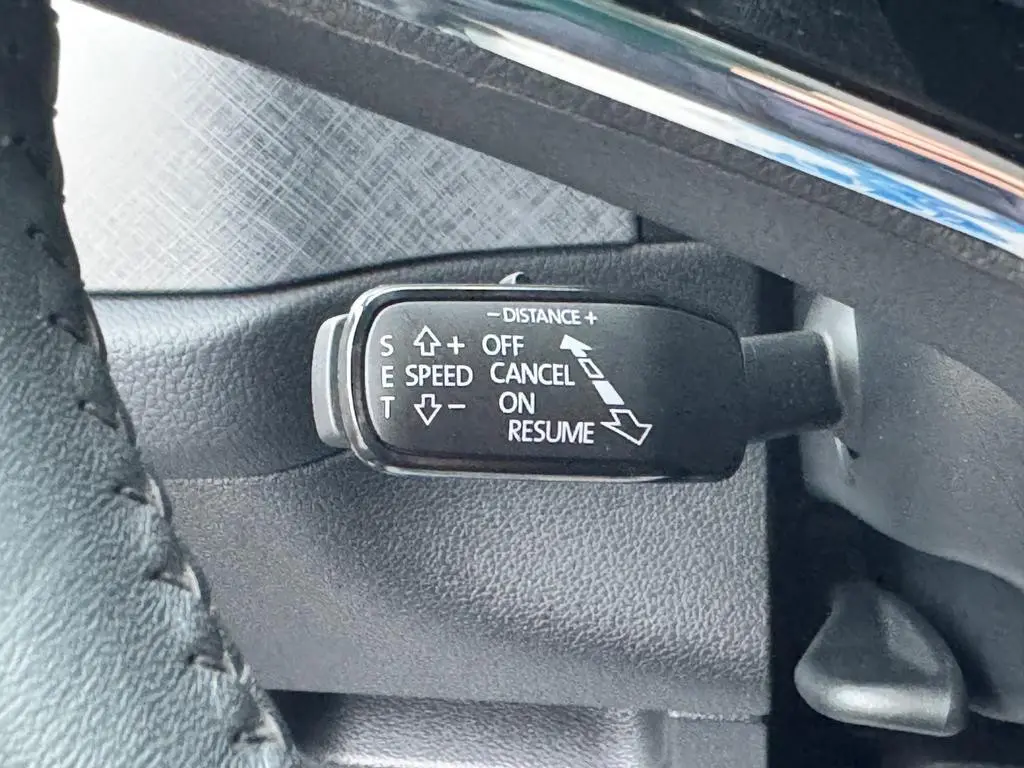 − DISTANCE +
S + OFF
E SPEED CANCEL
T − ON
RESUME